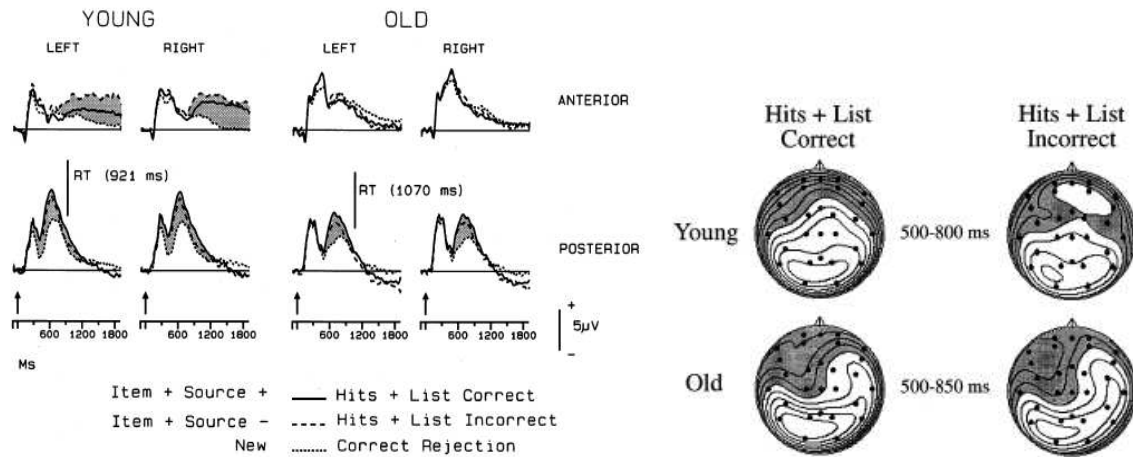 YOUNG OLD
LEFT RIGHT LEFT RIGHT
ANTERIOR
RT (921 ms) RT (1070 ms)
POSTERIOR
600 1200 1800 600 1200 1800 600 1200 1800 600 1200 1800
+
5µV
−
Ms
Item + Source + Hits + List Correct
Item + Source − Hits + List Incorrect
New Correct Rejection
Hits + List Correct
Hits + List Incorrect
Young 500-800 ms
Old 500-850 ms